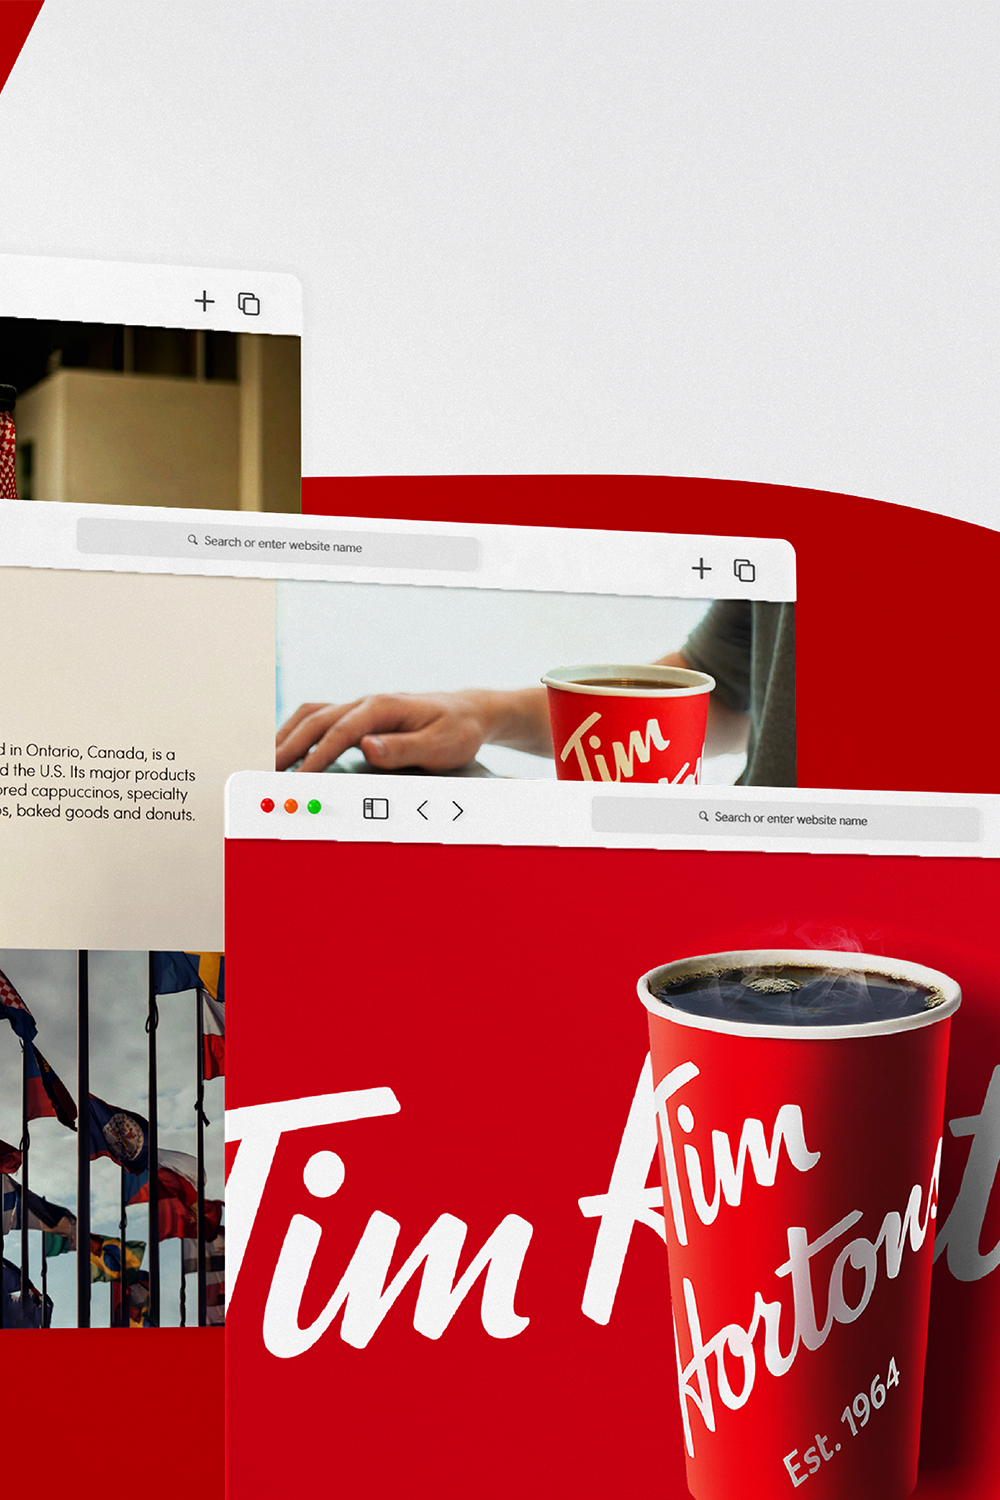 Search or enter website name
d in Ontario, Canada, is a
d the U.S. Its major products
ored cappuccinos, specialty
s, baked goods and donuts.
Tim
Search or enter website name
Tim H t
Tim
Hortons
Est. 1964